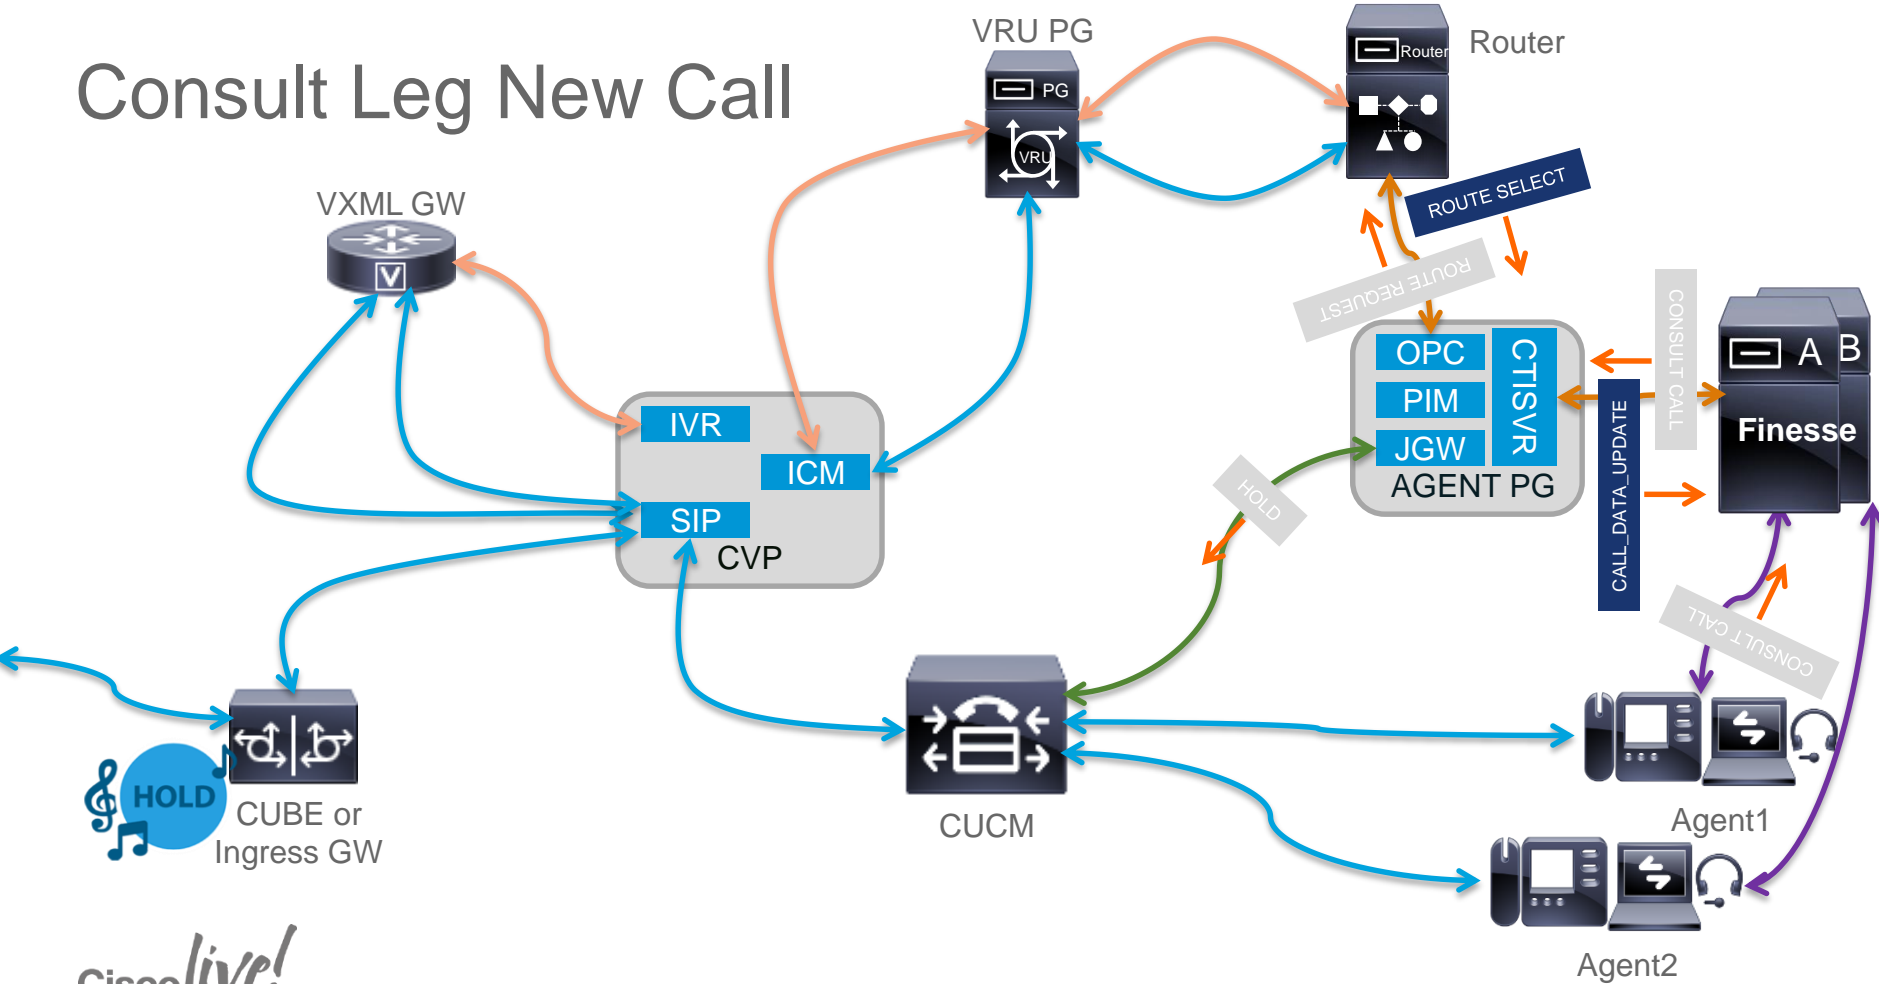 Consult Leg New Call
VRU PG
Router
PG
VRU
Router
ROUTE SELECT
ROUTE REQUEST
VXML GW
V
IVR
ICM
SIP
CVP
OPC
PIM
JGW
CTISVR
AGENT PG
CONSULT CALL
CALL_DATA_UPDATE
A
B
Finesse
HOLD
CONSULT CALL
HOLD
CUBE or
Ingress GW
CUCM
Agent1
Agent2
Cisco live!